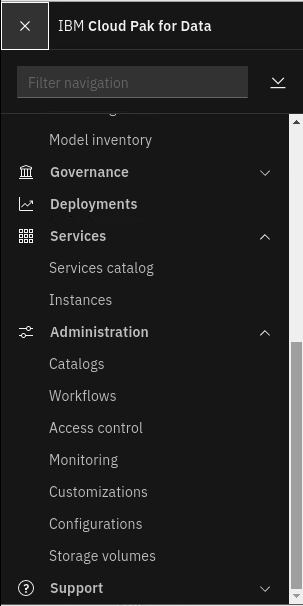 IBM Cloud Pak for Data
Filter navigation
Model inventory
Governance
Deployments
Services
Services catalog
Instances
Administration
Catalogs
Workflows
Access control
Monitoring
Customizations
Configurations
Storage volumes
Support